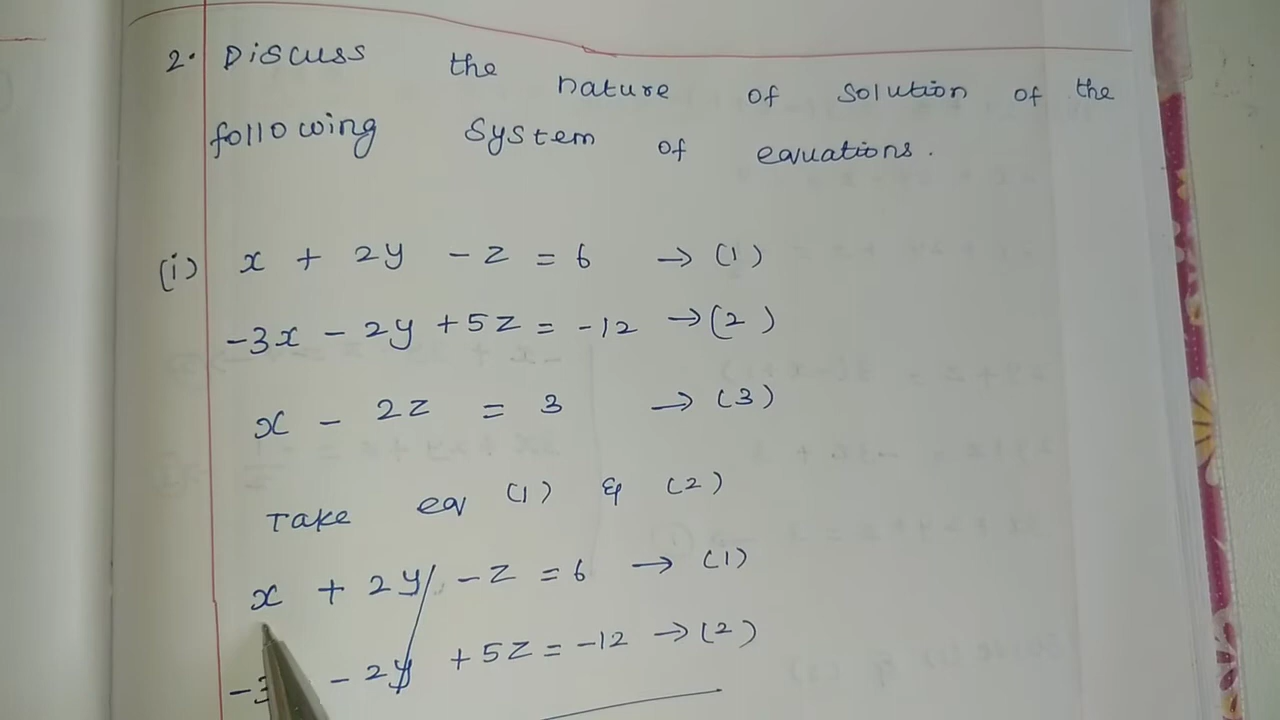 2. Discuss the nature of solution of the
following system of equations.
(i) x + 2y - z = 6 → (1)
-3x - 2y + 5z = -12 → (2)
x - 2z = 3 → (3)
Take eq (1) & (2)
x + 2y - z = 6 → (1)
-3 - 2y + 5z = -12 → (2)